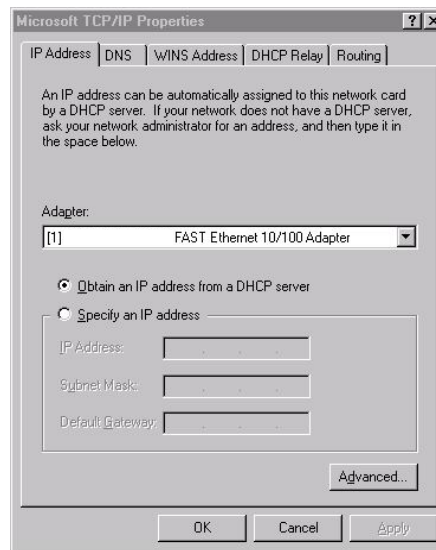 Microsoft TCP/IP Properties
IP Address DNS WINS Address DHCP Relay Routing
An IP address can be automatically assigned to this network card
by a DHCP server. If your network does not have a DHCP server,
ask your network administrator for an address, and then type it in
the space below.
Adapter:
[1] FAST Ethernet 10/100 Adapter
Obtain an IP address from a DHCP server
Specify an IP address
IP Address:
Subnet Mask:
Default Gateway:
Advanced...
OK Cancel Apply